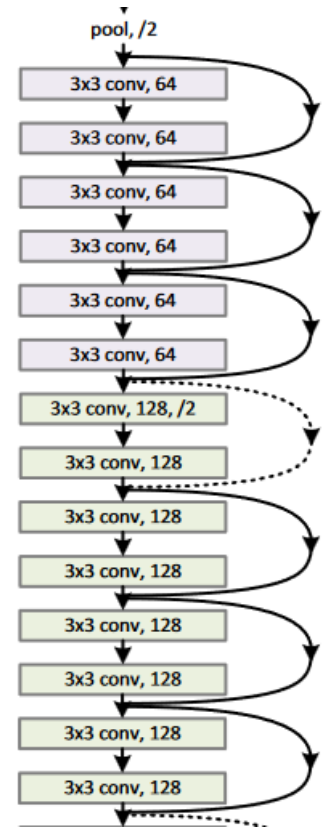 pool, /2
3x3 conv, 64
3x3 conv, 64
3x3 conv, 64
3x3 conv, 64
3x3 conv, 64
3x3 conv, 64
3x3 conv, 128, /2
3x3 conv, 128
3x3 conv, 128
3x3 conv, 128
3x3 conv, 128
3x3 conv, 128
3x3 conv, 128
3x3 conv, 128